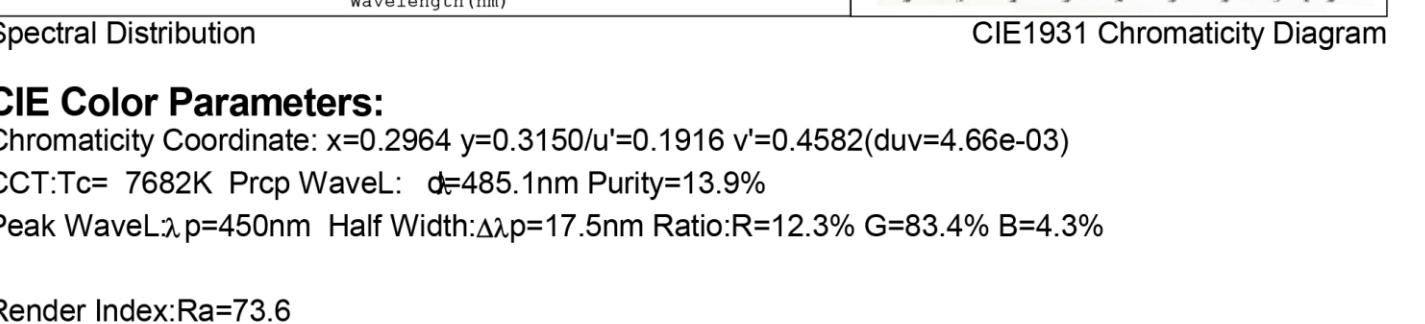 Wavelength(nm)
Spectral Distribution CIE1931 Chromaticity Diagram
CIE Color Parameters:
Chromaticity Coordinate: x=0.2964 y=0.3150/u'=0.1916 v'=0.4582(duv=4.66e-03)
CCT:Tc= 7682K Prcp WaveL: λd=485.1nm Purity=13.9%
Peak WaveL:λp=450nm Half Width:Δλp=17.5nm Ratio:R=12.3% G=83.4% B=4.3%
Render Index:Ra=73.6